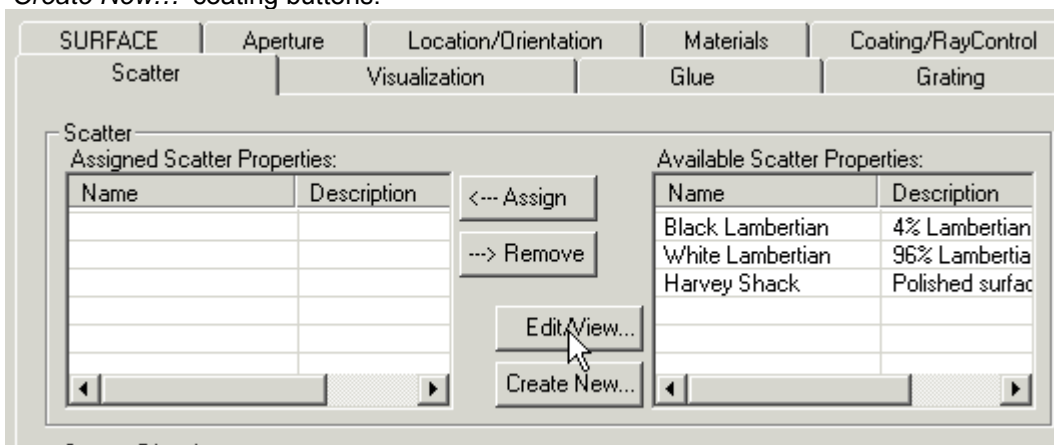 Create New…" coating buttons.
SURFACE Aperture Location/Orientation Materials Coating/RayControl
Scatter Visualization Glue Grating
Scatter
Assigned Scatter Properties: Available Scatter Properties:
Name Description <--- Assign Name Description
Black Lambertian 4% Lambertian
---> Remove White Lambertian 96% Lambertia
Harvey Shack Polished surfac
Edit/View...
Create New...